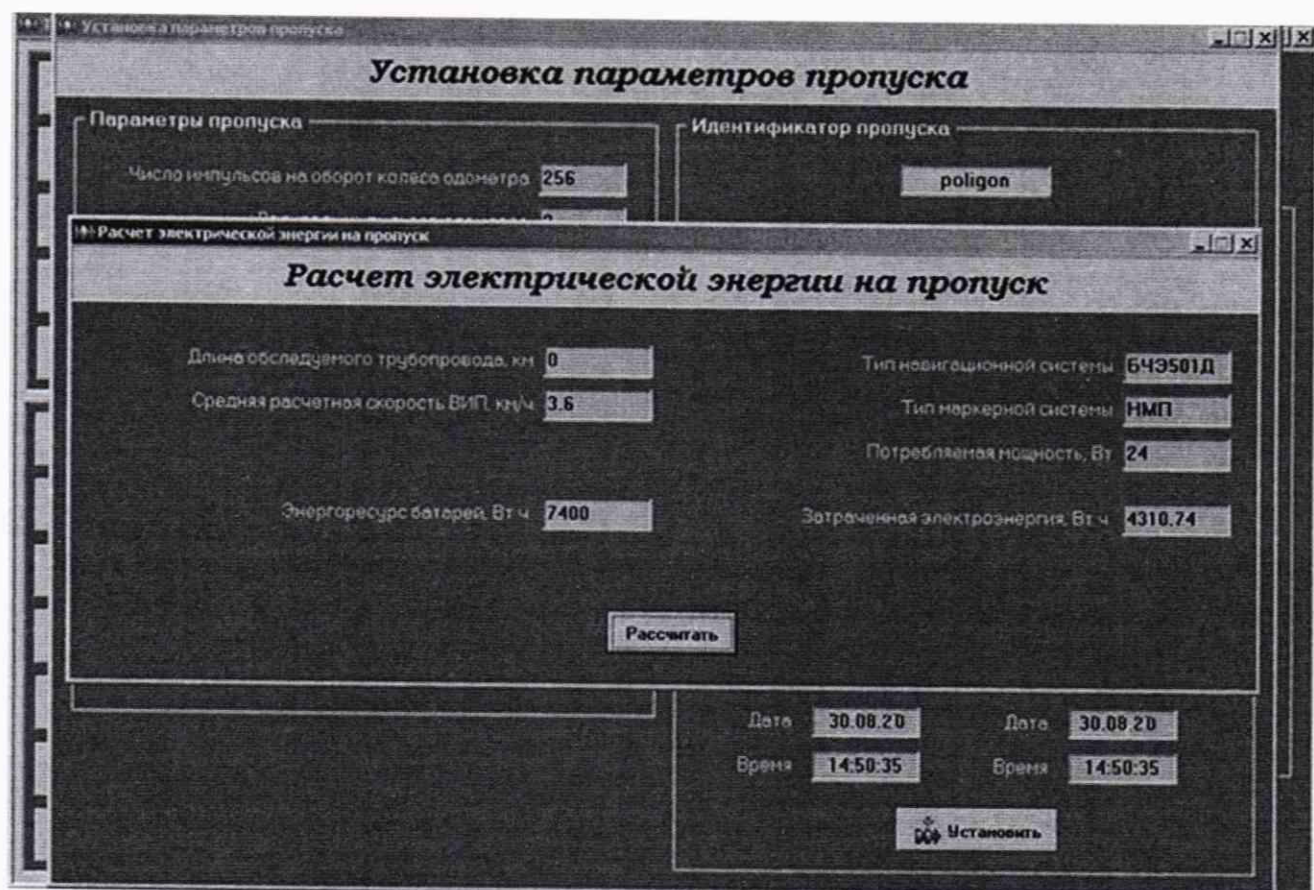 Установка параметров пропуска
Установка параметров пропуска
Параметры пропуска
Число импульсов на оборот колеса одометра 256
Идентификатор пропуска
poligon
Расчет электрической энергии на пропуск
Расчет электрической энергии на пропуск
Длина обследуемого трубопровода, км 0
Средняя расчетная скорость ВИП, км/ч 3.6
Энергоресурс батарей, Вт ч 7400
Тип навигационной системы БЧЭ501Д
Тип маркерной системы НМП
Потребляемая мощность, Вт 24
Затраченная электроэнергия, Вт ч 4310.74
Рассчитать
Дата 30.08.20 Дата 30.08.20
Время 14:50:35 Время 14:50:35
Установить